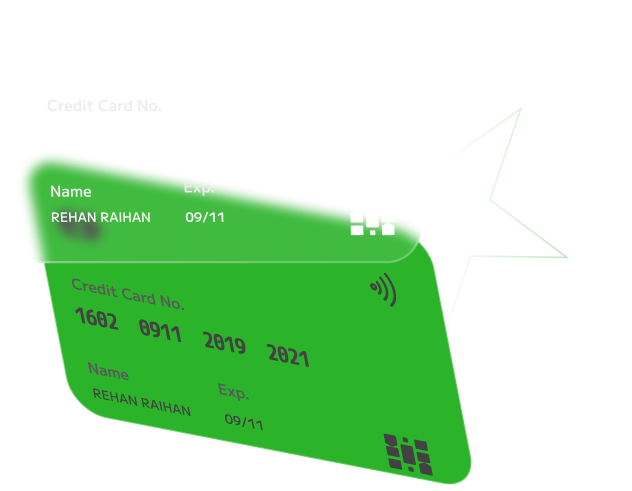 Credit Card No.
Name Exp.
REHAN RAIHAN 09/11
Credit Card No.
1602 0911 2019 2021
Name Exp.
REHAN RAIHAN 09/11